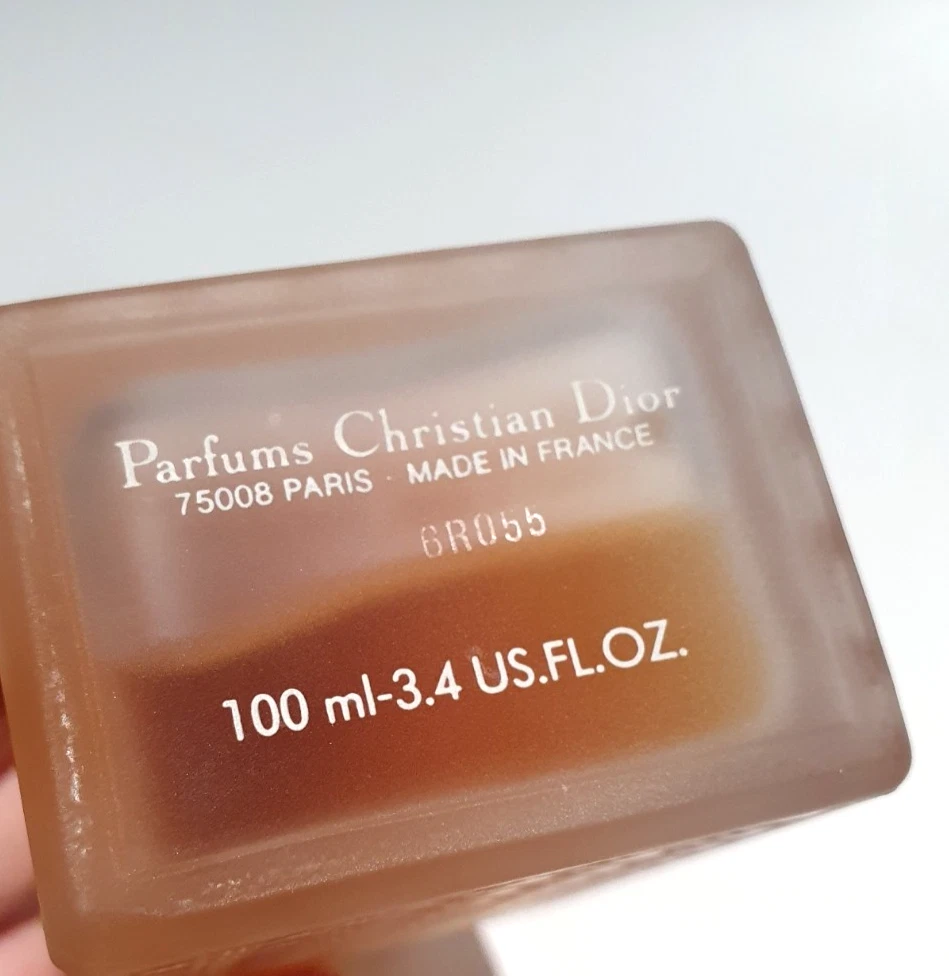 Parfums Christian Dior
75008 PARIS · MADE IN FRANCE
6R055
100 ml-3.4 US.FL.OZ.